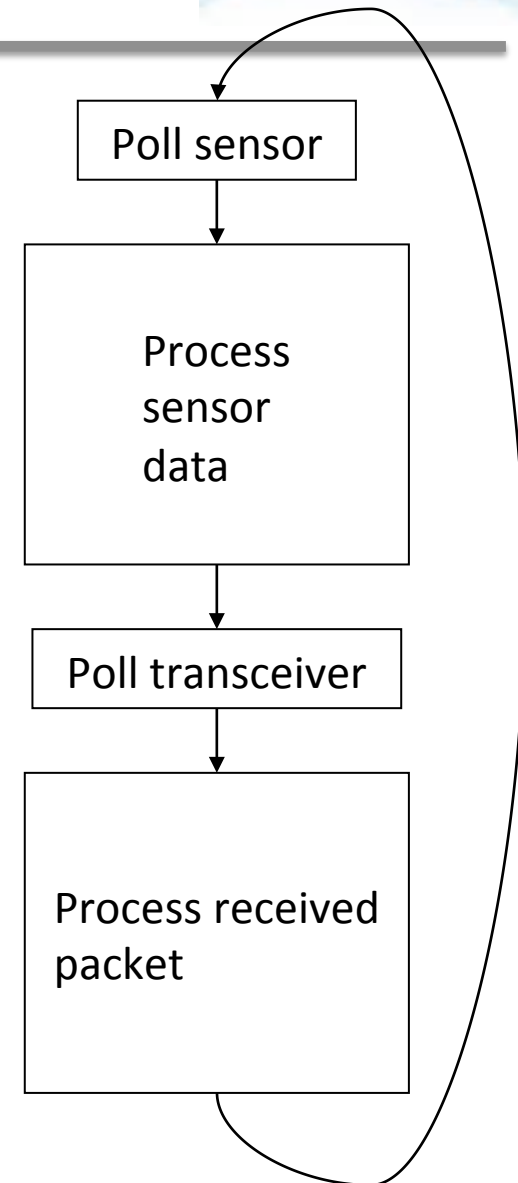 Poll sensor
Process
sensor
data
Poll transceiver
Process received
packet